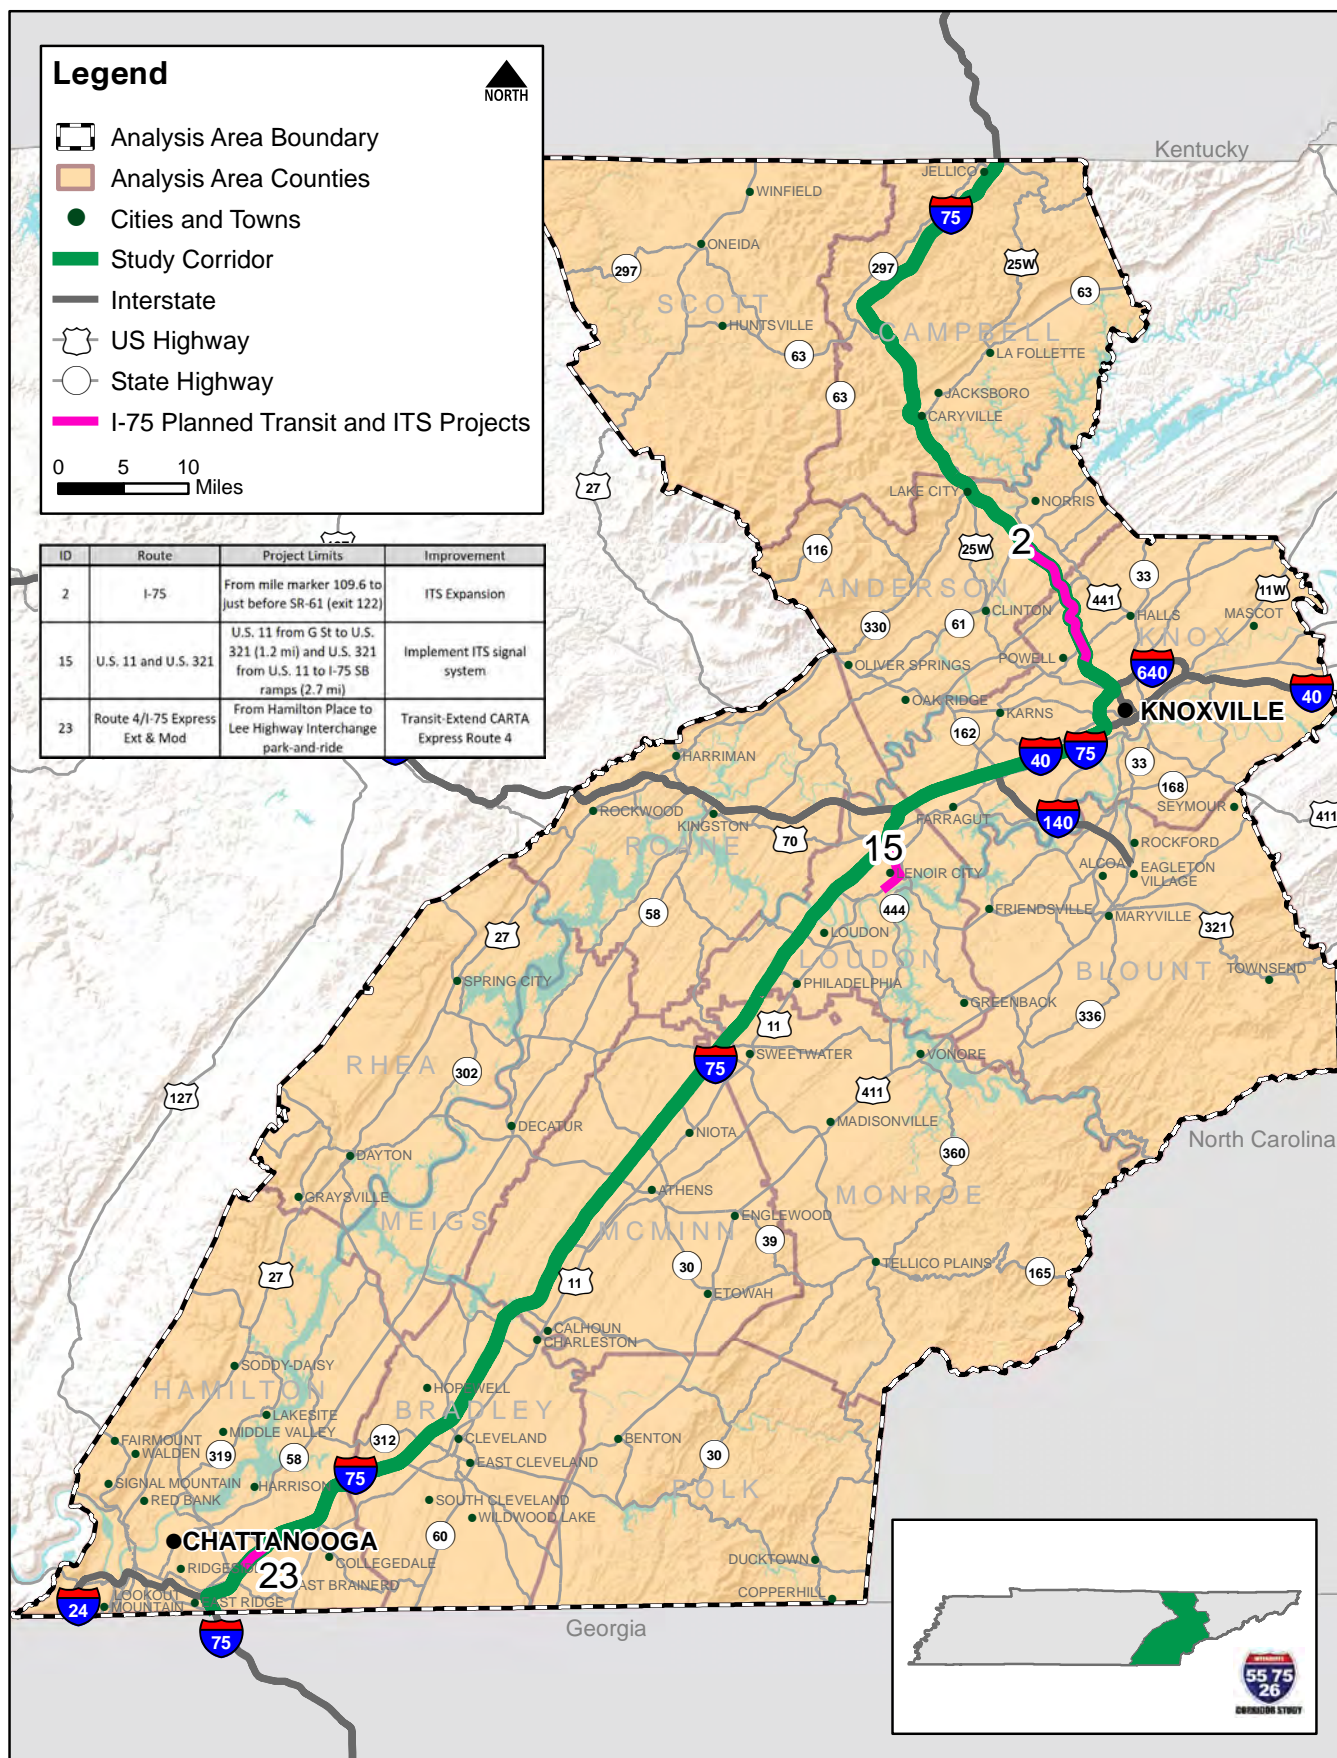 Legend
NORTH
Analysis Area Boundary
Analysis Area Counties
Cities and Towns
Study Corridor
Interstate
US Highway
State Highway
I-75 Planned Transit and ITS Projects
0 5 10
Miles
ID Route Project Limits Improvement
2 I-75 From mile marker 109.6 to just before SR-61 (exit 122) ITS Expansion
15 U.S. 11 and U.S. 321 U.S. 11 from G St to U.S. 321 (1.2 mi) and U.S. 321 from U.S. 11 to I-75 SB ramps (2.7 mi) Implement ITS signal system
23 Route 4/I-75 Express Ext & Mod From Hamilton Place to Lee Highway Interchange park-and-ride Transit-Extend CARTA Express Route 4
Kentucky
JELLICO
WINFIELD
75
ONEIDA
297
297
25W
63
SCOTT
CAMPBELL
HUNTSVILLE
63
LA FOLLETTE
63
JACKSBORO
CARYVILLE
27
LAKE CITY
NORRIS
116
25W
2
33
11W
ANDERSON
441
CLINTON
HALLS
MASCOT
330
61
KNOX
OLIVER SPRINGS
POWELL
640
40
OAK RIDGE
KARNS
KNOXVILLE
162
40
75
33
HARRIMAN
168
SEYMOUR
ROCKWOOD
KINGSTON
FARRAGUT
140
411
70
ROANE
15
ROCKFORD
ALCOA
EAGLETON
VILLAGE
ENOIR CITY
58
444
FRIENDSVILLE
MARYVILLE
27
321
LOUDON
LOUDON
BLOUNT
TOWNSEND
SPRING CITY
PHILADELPHIA
GREENBACK
336
11
RHEA
75
SWEETWATER
VONORE
302
411
127
DECATUR
NIOTA
MADISONVILLE
North Carolina
DAYTON
360
GRAYSVILLE
ATHENS
MONROE
MEIGS
MCMINN
ENGLEWOOD
39
27
30
TELLICO PLAINS
165
11
ETOWAH
CALHOUN
CHARLESTON
SODDY-DAISY
HAMILTON
HOPEWELL
BRADLEY
LAKESITE
MIDDLE VALLEY
FAIRMOUNT
WALDEN
319
58
312
CLEVELAND
BENTON
30
EAST CLEVELAND
75
SIGNAL MOUNTAIN
HARRISON
POLK
RED BANK
SOUTH CLEVELAND
WILDWOOD LAKE
CHATTANOOGA
60
COLLEGEDALE
DUCKTOWN
23
AST BRAINERD
COPPERHILL
24
LOOKOUT
MOUNTAIN
AST RIDGE
75
Georgia
INTERSTATE
55 75
26
CORRIDOR STUDY